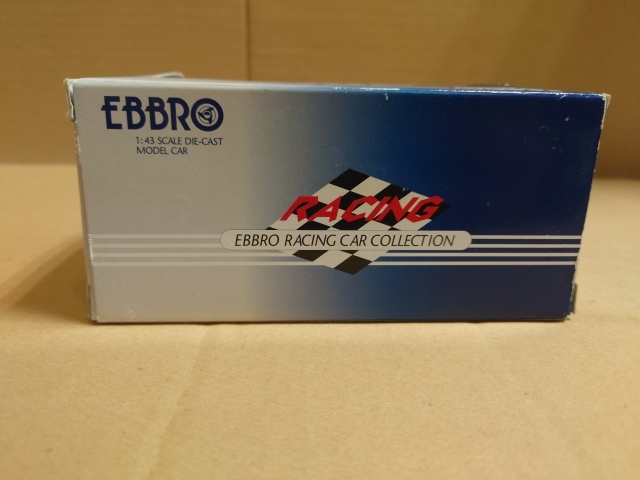 EBBRO
1:43 SCALE DIE-CAST
MODEL CAR
RACING
EBBRO RACING CAR COLLECTION